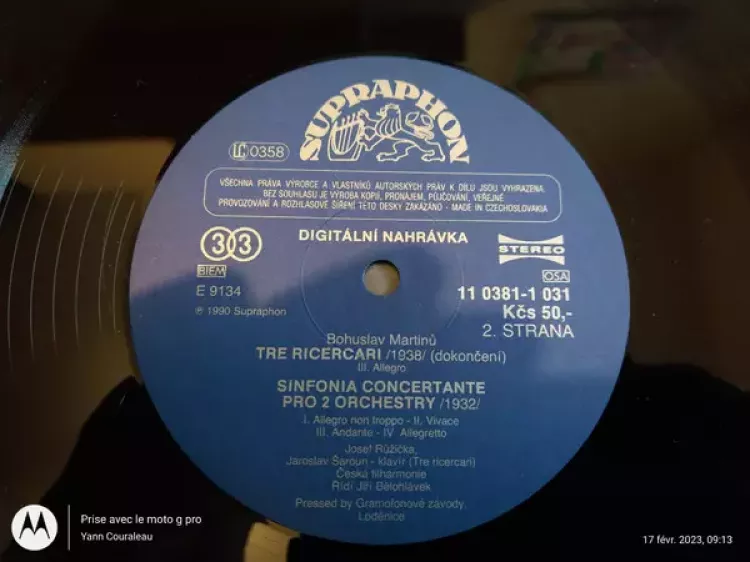 SUPRAPHON
LC 0358
VŠECHNA PRÁVA VÝROBCE A VLASTNÍKŮ AUTORSKÝCH PRÁV K DÍLU JSOU VYHRAZENA.
BEZ SOUHLASU JE VÝROBA KOPIÍ, PRONÁJEM, PŮJČOVÁNÍ, VEŘEJNÉ
PROVOZOVÁNÍ A ROZHLASOVÉ ŠÍŘENÍ TÉTO DESKY ZAKÁZÁNO - MADE IN CZECHOSLOVAKIA
33
DIGITÁLNÍ NAHRÁVKA
STEREO
BIEM
OSA
E 9134
11 0381-1 031
℗ 1990 Supraphon
Kčs 50,-
2. STRANA
Bohuslav Martinů
TRE RICERCARI /1938/ (dokončení)
III. Allegro
SINFONIA CONCERTANTE
PRO 2 ORCHESTRY /1932/
I. Allegro non troppo - II. Vivace
III. Andante - IV Allegretto
Josef Růžička,
Jaroslav Šaroun - klavír (Tre ricercari)
Česká filharmonie
Řídí Jiří Bělohlávek
Pressed by Gramofonové závody,
Loděnice
Prise avec le moto g pro
Yann Couraleau
17 févr. 2023, 09:13